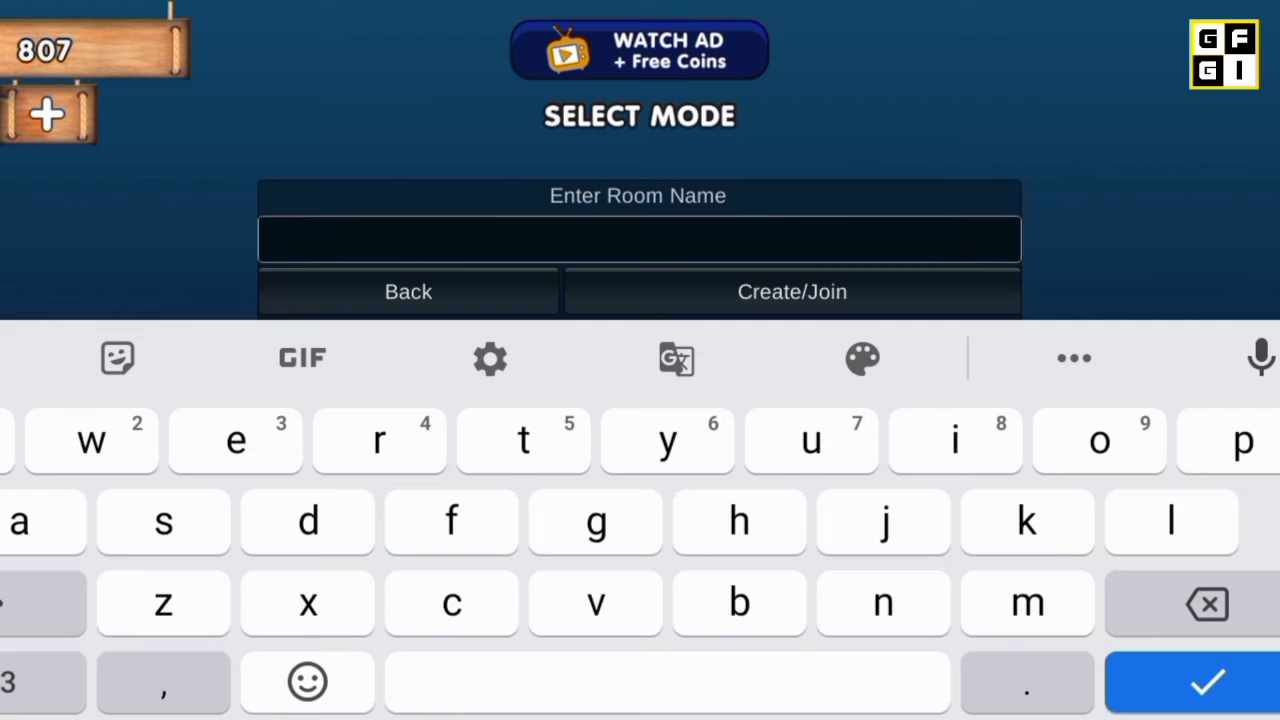 807
WATCH AD
+ Free Coins
G F
G I
SELECT MODE
Enter Room Name
Back Create/Join
GIF G
w 2 e 3 r 4 t 5 y 6 u 7 i 8 o 9 p
a s d f g h j k l
z x c v b n m
3 , .